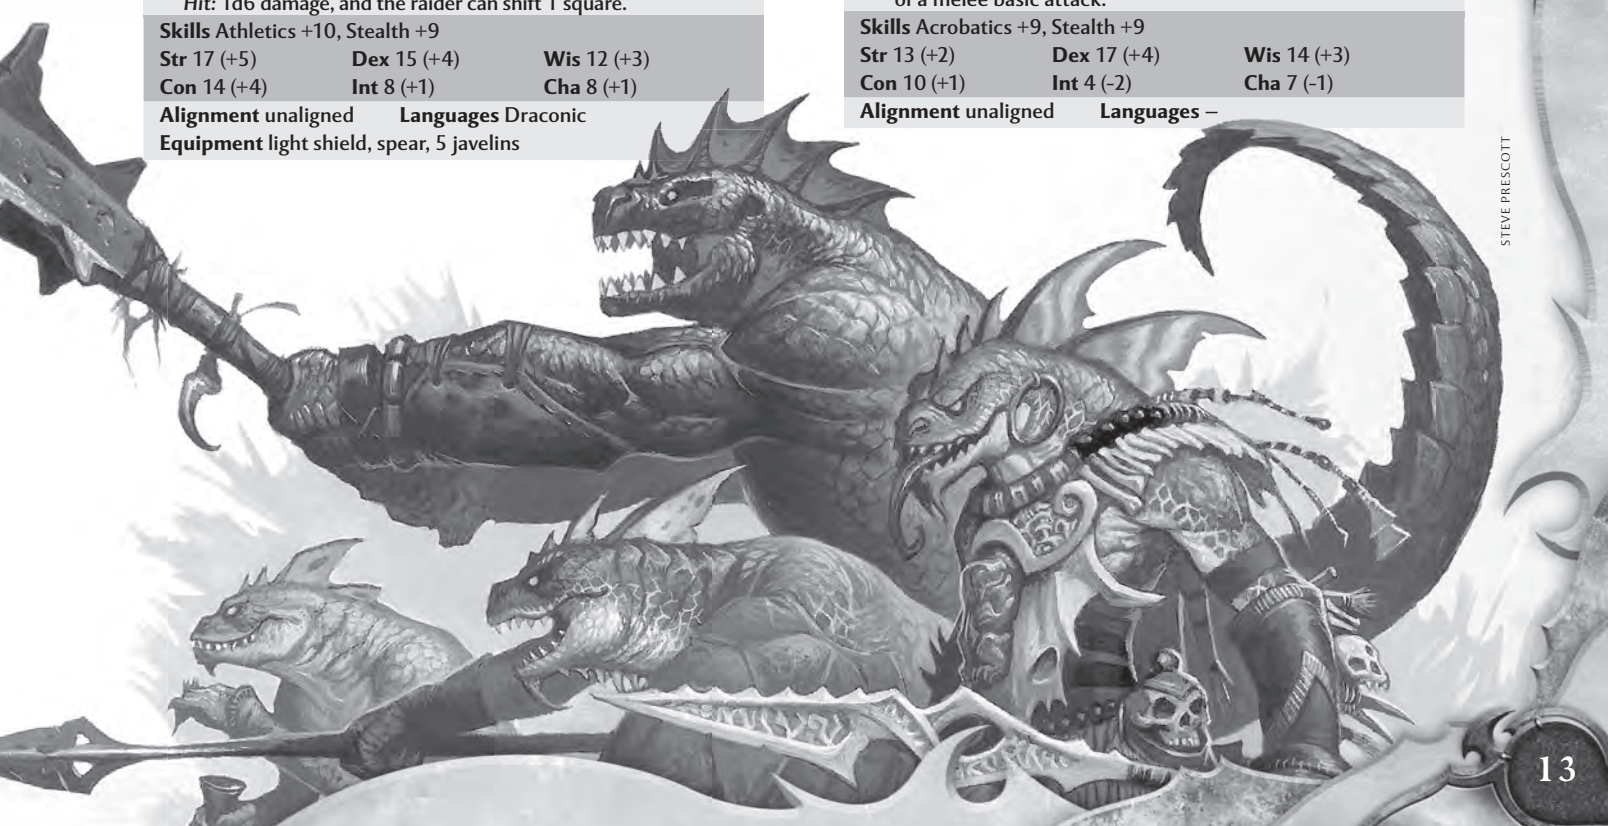 Hit: 1d6 damage, and the raider can shift 1 square.
Skills Athletics +10, Stealth +9
Str 17 (+5) Dex 15 (+4) Wis 12 (+3)
Con 14 (+4) Int 8 (+1) Cha 8 (+1)
Alignment unaligned Languages Draconic
Equipment light shield, spear, 5 javelins
of a melee basic attack.
Skills Acrobatics +9, Stealth +9
Str 13 (+2) Dex 17 (+4) Wis 14 (+3)
Con 10 (+1) Int 4 (-2) Cha 7 (-1)
Alignment unaligned Languages –
STEVE PRESCOTT
13